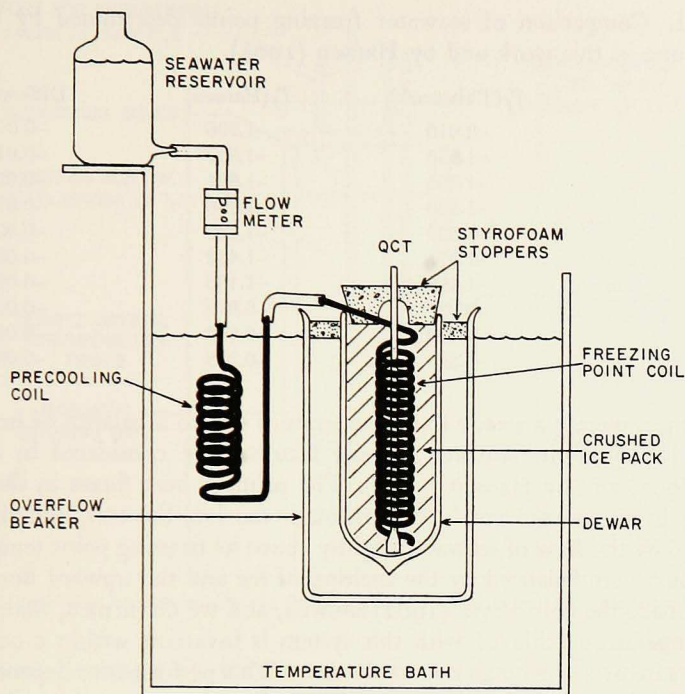 SEAWATER
RESERVOIR
FLOW
METER
QCT
STYROFOAM
STOPPERS
PRECOOLING
COIL
FREEZING
POINT COIL
CRUSHED
ICE PACK
OVERFLOW
BEAKER
DEWAR
TEMPERATURE BATH